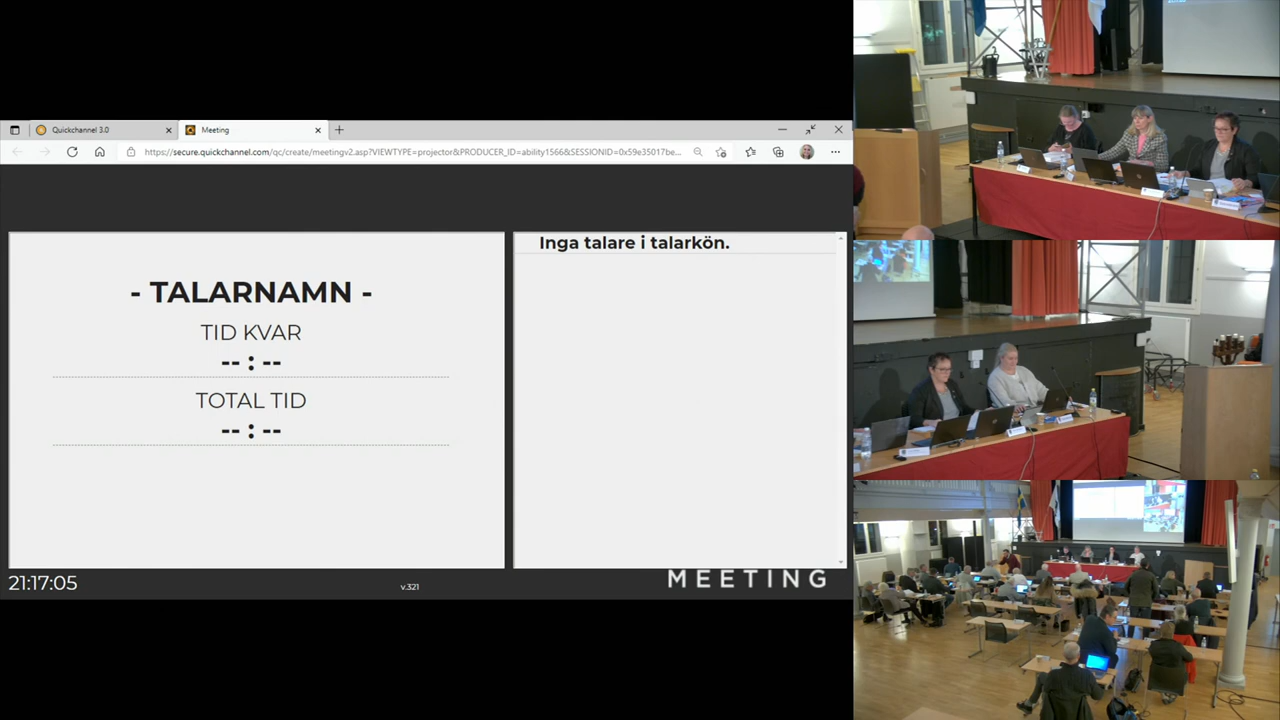 Quickchannel 3.0
Meeting
https://secure.quickchannel.com/qc/create/meetingv2.asp?VIEWTYPE=projector&PRODUCER_ID=ability1566&SESSIONID=0x59e35017be...
- TALARNAMN -
TID KVAR
-- : --
TOTAL TID
-- : --
Inga talare i talarkön.
21:17:05
v.321
MEETING